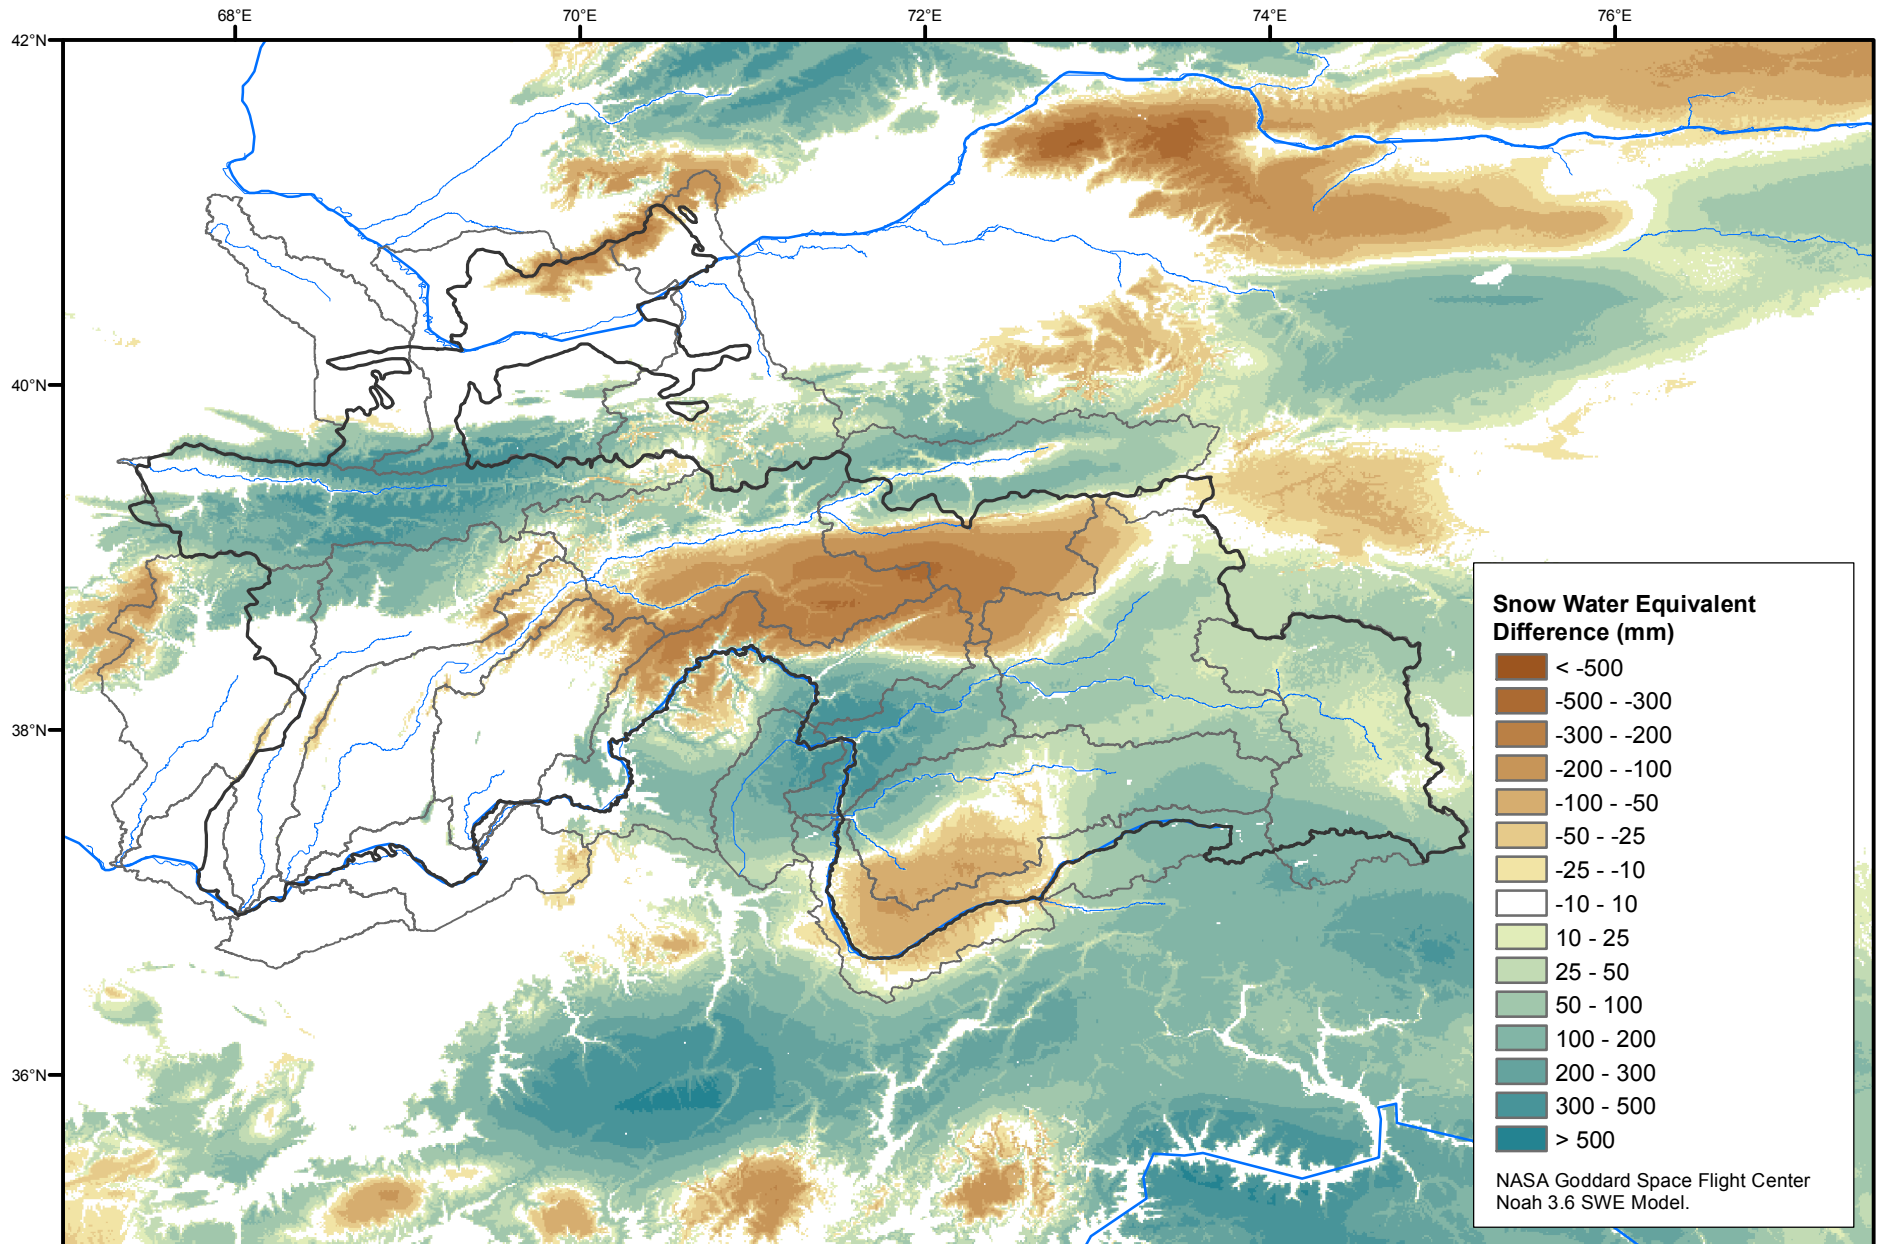 68°E 70°E 72°E 74°E 76°E
42°N
40°N
38°N
36°N
Snow Water Equivalent
Difference (mm)
< -500
-500 - -300
-300 - -200
-200 - -100
-100 - -50
-50 - -25
-25 - -10
-10 - 10
10 - 25
25 - 50
50 - 100
100 - 200
200 - 300
300 - 500
> 500
NASA Goddard Space Flight Center
Noah 3.6 SWE Model.